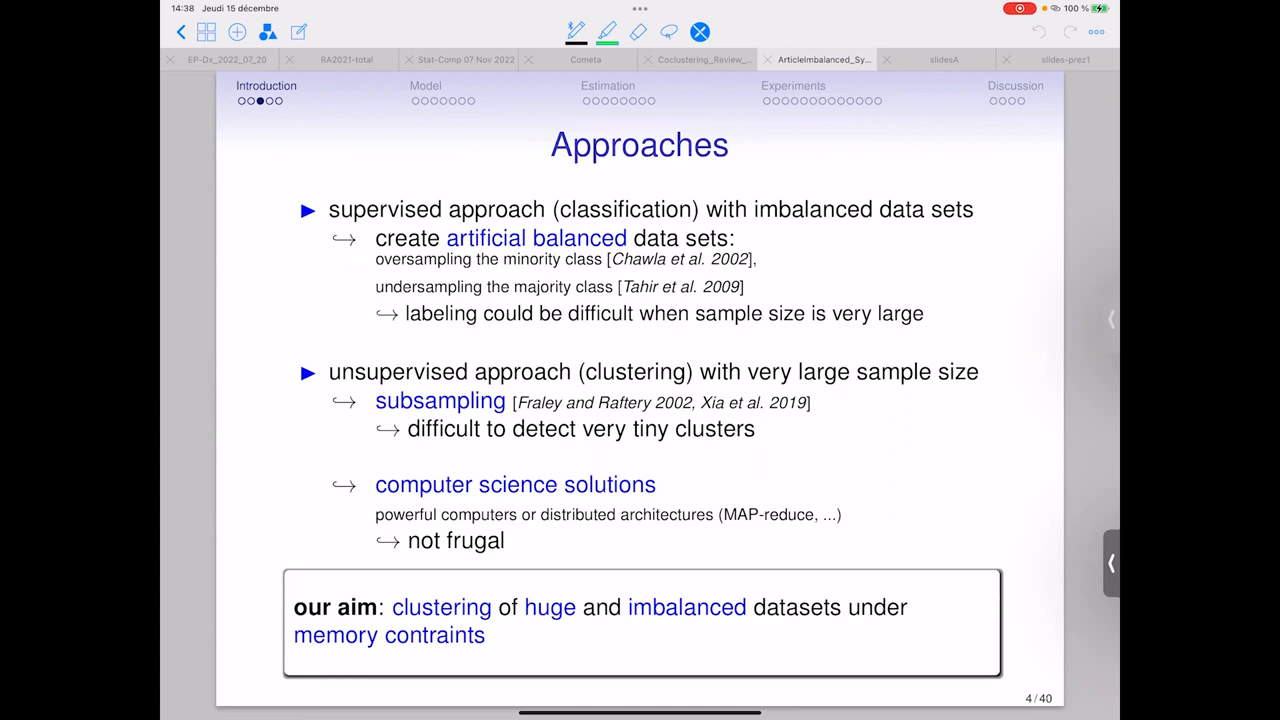 14:38 Jeudi 15 décembre
100 %
EP-Dx_2022_07_20
RA2021-total
Stat-Comp 07 Nov 2022
Cometa
Coclustering_Review_...
ArticleImbalanced_Sy...
slidesA
slides-prez1
Introduction
Model
Estimation
Experiments
Discussion
Approaches
supervised approach (classification) with imbalanced data sets
create artificial balanced data sets:
oversampling the minority class [Chawla et al. 2002],
undersampling the majority class [Tahir et al. 2009]
labeling could be difficult when sample size is very large
unsupervised approach (clustering) with very large sample size
subsampling [Fraley and Raftery 2002, Xia et al. 2019]
difficult to detect very tiny clusters
computer science solutions
powerful computers or distributed architectures (MAP-reduce, ...)
not frugal
our aim: clustering of huge and imbalanced datasets under
memory contraints
4 / 40